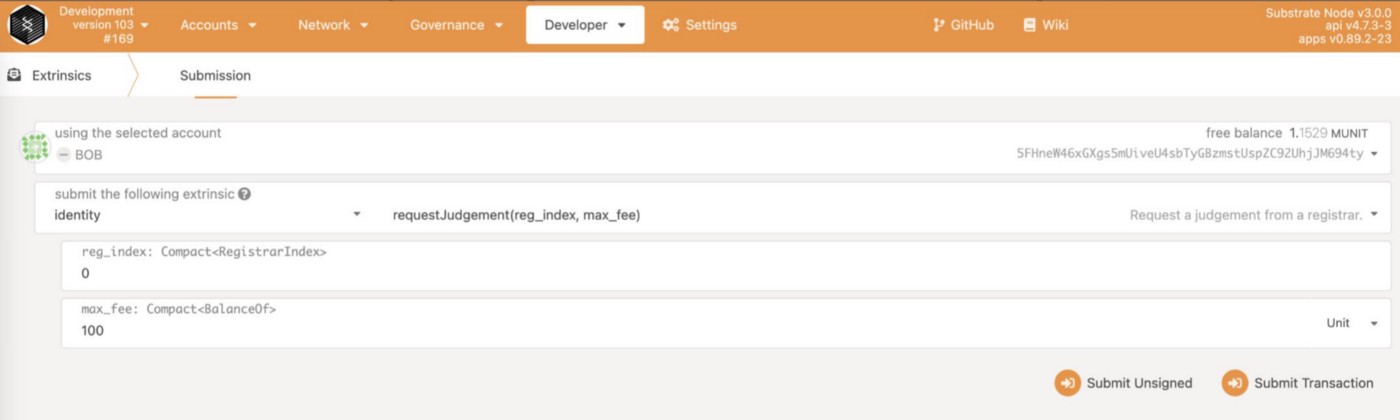 Development
version 103
#169
Accounts
Network
Governance
Developer
Settings
GitHub
Wiki
Substrate Node v3.0.0
api v4.7.3-3
apps v0.89.2-23
Extrinsics
Submission
using the selected account
BOB
free balance 1.1529 MUNIT
5FHneW46xGXgs5mUiveU4sbTyGBzmstUspZC92UhjJM694ty
submit the following extrinsic
identity
requestJudgement(reg_index, max_fee)
Request a judgement from a registrar.
reg_index: Compact<RegistrarIndex>
0
max_fee: Compact<BalanceOf>
100
Unit
Submit Unsigned
Submit Transaction